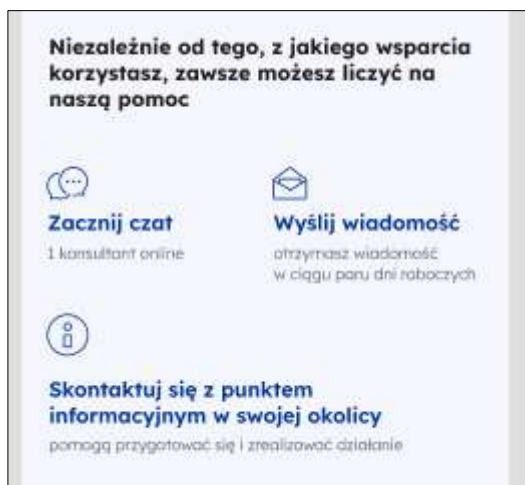 Niezależnie od tego, z jakiego wsparcia
korzystasz, zawsze możesz liczyć na
naszą pomoc
Zacznij czat
1 konsultant online
Wyślij wiadomość
otrzymasz wiadomość
w ciągu paru dni roboczych
Skontaktuj się z punktem
informacyjnym w swojej okolicy
pomogą przygotować się i zrealizować działanie